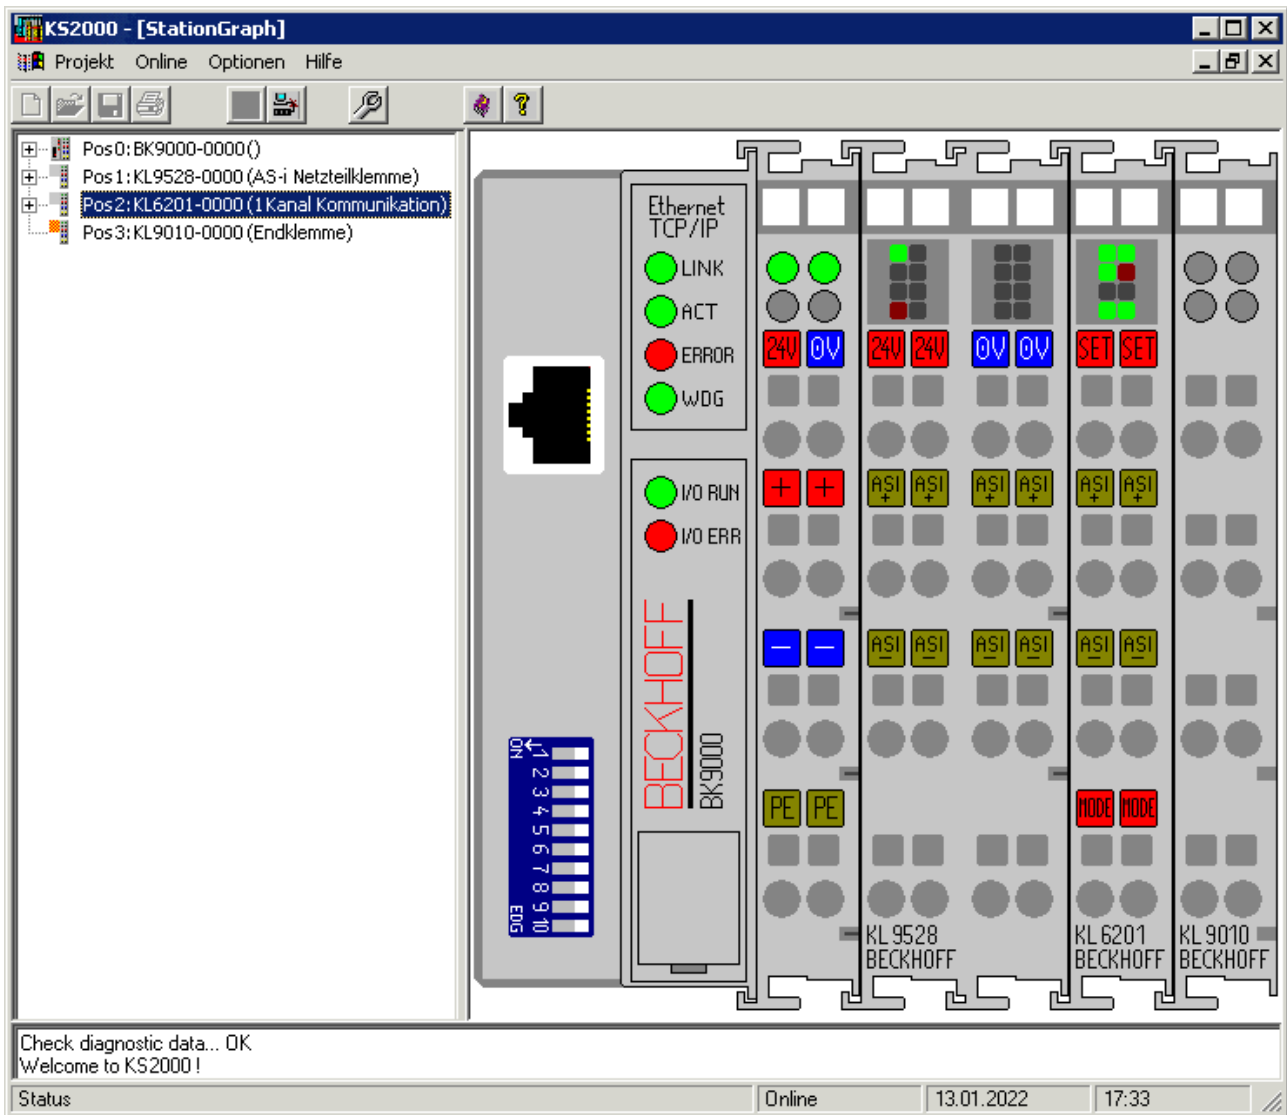 KS2000 - [StationGraph]
Projekt Online Optionen Hilfe
Pos0: BK9000-0000 ()
Pos1: KL9528-0000 (AS-i Netzteilklemme)
Pos2: KL6201-0000 (1Kanal Kommunikation)
Pos3: KL9010-0000 (Endklemme)
Ethernet
TCP/IP
LINK
ACT
ERROR
WDG
I/O RUN
I/O ERR
BECKHOFF
BK9000
ON
1 2 3 4 5 6 7 8 9 10
EDG
24V 0V 24V 24V 0V 0V SET SET
+ + ASI+ ASI+ ASI+ ASI+ ASI+ ASI+
– – ASI– ASI– ASI– ASI– ASI– ASI–
PE PE MODE MODE
KL9528
BECKHOFF
KL6201
BECKHOFF
KL9010
BECKHOFF
Check diagnostic data... OK
Welcome to KS2000 !
Status Online 13.01.2022 17:33